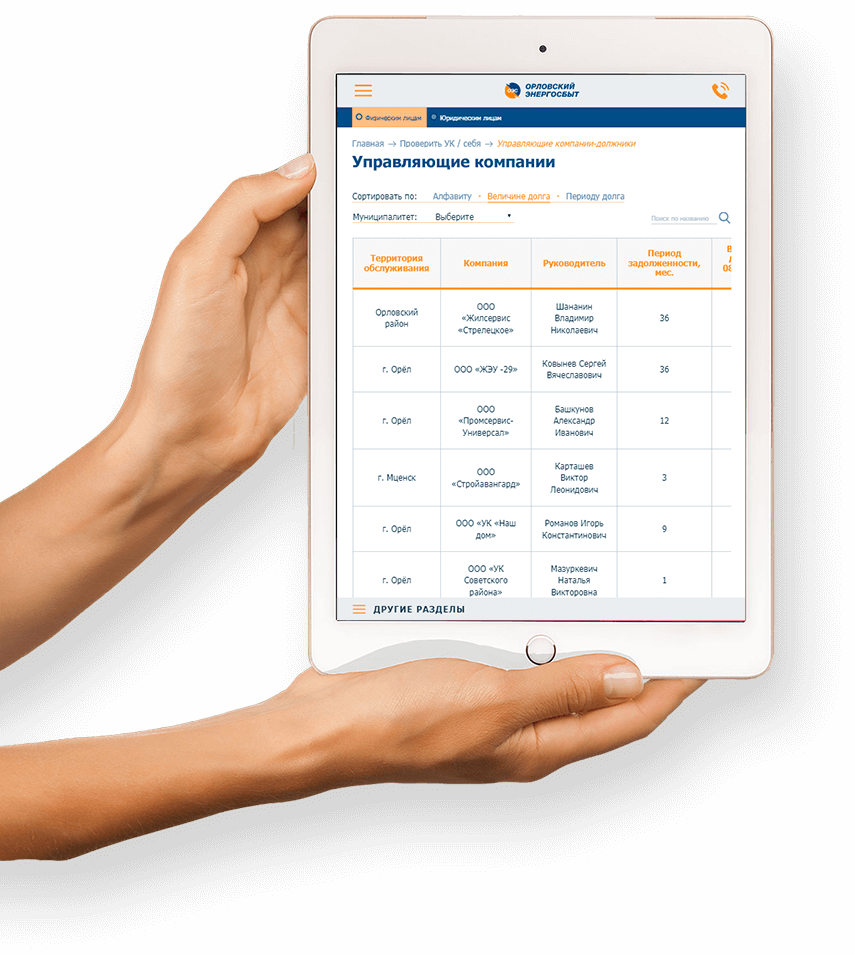 ОРЛОВСКИЙ
ЭНЕРГОСБЫТ
Физическим лицам
Юридическим лицам
Главная → Проверить УК / себя → Управляющие компании-должники
Управляющие компании
Сортировать по: Алфавиту · Величине долга · Периоду долга
Муниципалитет: Выберите
Поиск по названию
Территория обслуживания
Компания
Руководитель
Период задолженности, мес.
Орловский район
ООО «Жилсервис «Стрелецкое»
Шананин Владимир Николаевич
36
г. Орёл
ООО «ЖЭУ -29»
Ковынев Сергей Вячеславович
36
г. Орёл
ООО «Промсервис-Универсал»
Башкунов Александр Иванович
12
г. Мценск
ООО «Стройавангард»
Карташев Виктор Леонидович
3
г. Орёл
ООО «УК «Наш дом»
Романов Игорь Константинович
9
г. Орёл
ООО «УК Советского района»
Мазуркевич Наталья Викторовна
1
ДРУГИЕ РАЗДЕЛЫ